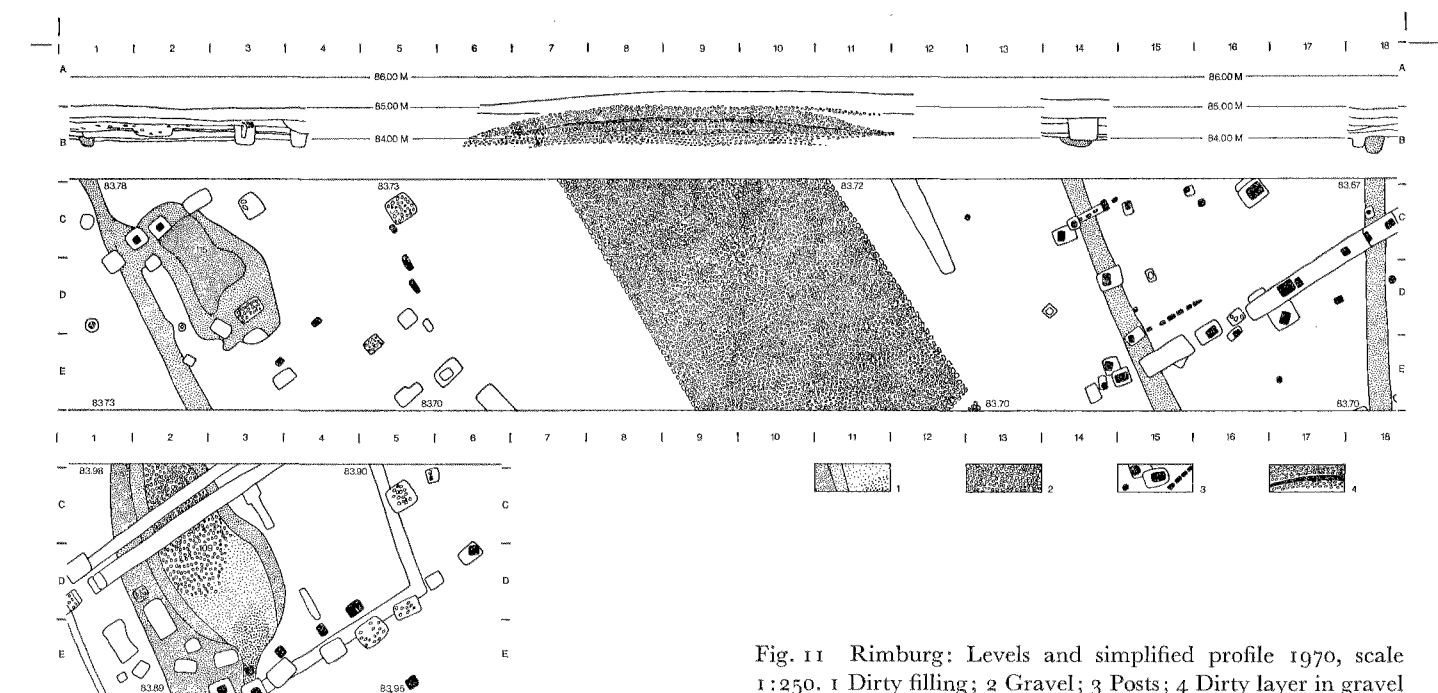 1 2 3 4 5 6 7 8 9 10 11 12 13 14 15 16 17 18
A 86.00 M 86.00 M A
85.00 M 85.00 M
B 84.00 M 84.00 M B
83.78 83.73 83.72 83.67
C C
115
D D
E E
83.73 83.70 83.70 83.70
1 2 3 4 5 6 7 8 9 10 11 12 13 14 15 16 17 18
83.98 83.90
1 2 3 4
C C
109
D D
E E
83.89 83.95
Fig. 11 Rimburg: Levels and simplified profile 1970, scale
1:250. 1 Dirty filling; 2 Gravel; 3 Posts; 4 Dirty layer in gravel